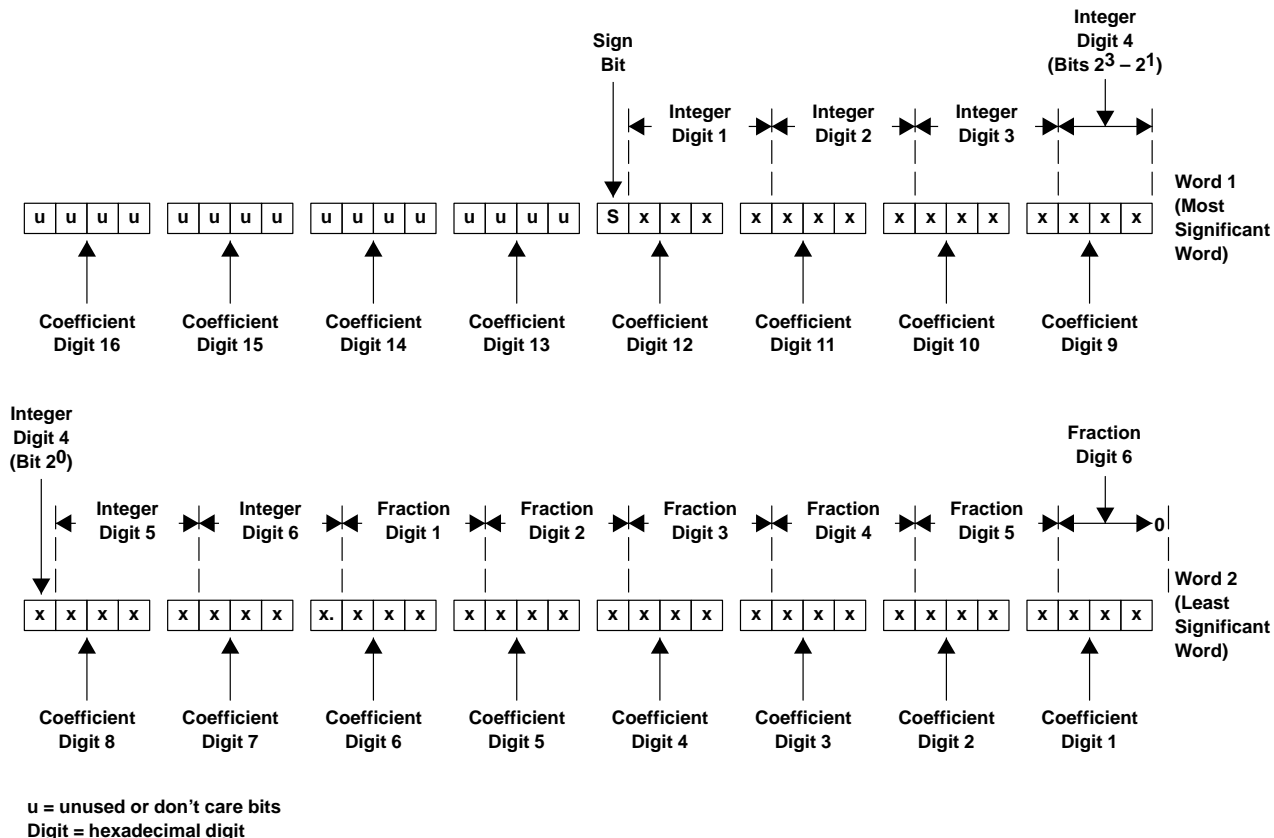 Sign
Bit
Integer
Digit 4
(Bits 2³ – 2¹)
Integer
Digit 1
Integer
Digit 2
Integer
Digit 3
u u u u u u u u u u u u u u u u S x x x x x x x x x x x x x x x
Word 1
(Most
Significant
Word)
Coefficient
Digit 16
Coefficient
Digit 15
Coefficient
Digit 14
Coefficient
Digit 13
Coefficient
Digit 12
Coefficient
Digit 11
Coefficient
Digit 10
Coefficient
Digit 9
Integer
Digit 4
(Bit 2⁰)
Fraction
Digit 6
Integer
Digit 5
Integer
Digit 6
Fraction
Digit 1
Fraction
Digit 2
Fraction
Digit 3
Fraction
Digit 4
Fraction
Digit 5
0
x x x x x x x x x. x x x x x x x x x x x x x x x x x x x x x x x
Word 2
(Least
Significant
Word)
Coefficient
Digit 8
Coefficient
Digit 7
Coefficient
Digit 6
Coefficient
Digit 5
Coefficient
Digit 4
Coefficient
Digit 3
Coefficient
Digit 2
Coefficient
Digit 1
u = unused or don't care bits
Digit = hexadecimal digit